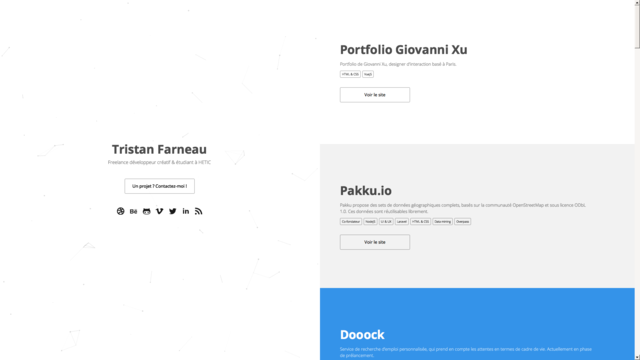 Tristan Farneau
Freelance développeur créatif & étudiant à HETIC
Un projet ? Contactez-moi !
Bē
in
Portfolio Giovanni Xu
Portfolio de Giovanni Xu, designer d'interaction basé à Paris.
HTML & CSS
Voir le site
Pakku.io
Pakku propose des sets de données géographiques complets, basés sur la communauté OpenStreetMap et sous licence ODbL
1.0. Ces données sont réutilisables librement.
Cofondateur NodeJS UI & UX Laravel HTML & CSS Data mining Analyses
Voir le site
Dooock
Service de recherche d'emploi personnalisée, qui prend en compte les attentes en termes de cadre de vie. Actuellement en phase
de prélancement.